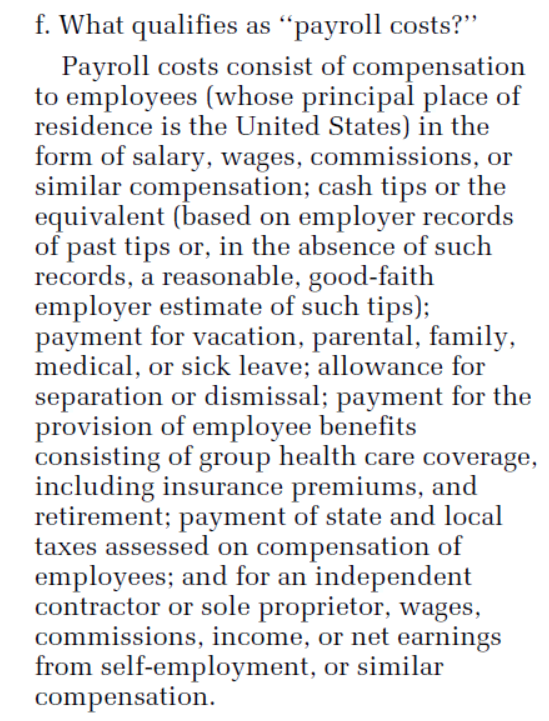 f. What qualifies as ‘‘payroll costs?’’
Payroll costs consist of compensation
to employees (whose principal place of
residence is the United States) in the
form of salary, wages, commissions, or
similar compensation; cash tips or the
equivalent (based on employer records
of past tips or, in the absence of such
records, a reasonable, good-faith
employer estimate of such tips);
payment for vacation, parental, family,
medical, or sick leave; allowance for
separation or dismissal; payment for the
provision of employee benefits
consisting of group health care coverage,
including insurance premiums, and
retirement; payment of state and local
taxes assessed on compensation of
employees; and for an independent
contractor or sole proprietor, wages,
commissions, income, or net earnings
from self-employment, or similar
compensation.